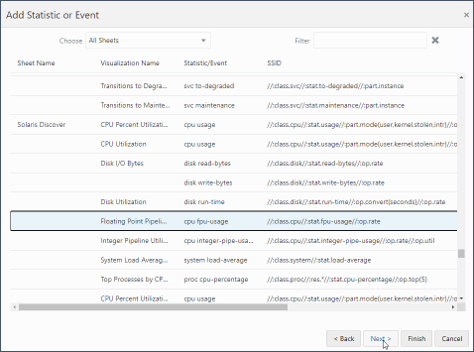 Add Statistic or Event ×
Choose All Sheets Filter
Sheet Name Visualization Name Statistic/Event SSID
Transitions to Degra... svc to-degraded //:class.svc//:stat.to-degraded//:part.instance
Transitions to Mainte... svc maintenance //:class.svc//:stat.maintenance//:part.instance
Solaris Discover CPU Percent Utilizati... cpu usage //:class.cpu//:stat.usage//:part.mode(user,kernel,stolen,intr)//:o
CPU Utilization cpu usage //:class.cpu//:stat.usage//:part.mode(user,kernel,stolen,intr)//:o
Disk I/O Bytes disk read-bytes //:class.disk//:stat.read-bytes//:op.rate
disk write-bytes //:class.disk//:stat.write-bytes//:op.rate
Disk Utilization disk run-time //:class.disk//:stat.run-time//:op.convert(seconds)//:op.rate
Floating Point Pipeli... cpu fpu-usage //:class.cpu//:stat.fpu-usage//:op.rate
Integer Pipeline Utili... cpu integer-pipe-usa... //:class.cpu//:stat.integer-pipe-usage//:op.rate//:op.util
System Load Averag... system load-average //:class.system//:stat.load-average
Top Processes by CP... proc cpu-percentage //:class.proc//:res.*//:stat.cpu-percentage//:op.top(5)
CPU Percent Utilizati... cpu usage //:class.cpu//:stat.usage//:part.mode(user,kernel,stolen,intr)//:o
< Back Next > Finish Cancel